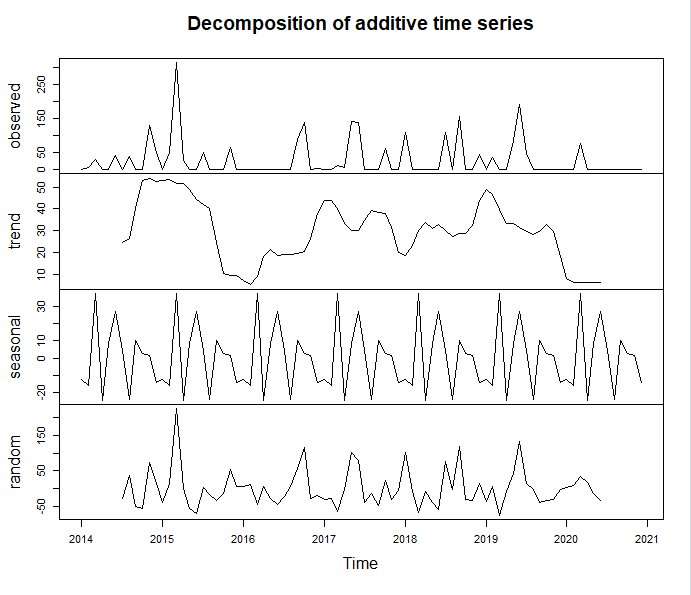 Decomposition of additive time series
observed
0 50 150 250
trend
10 20 30 40 50
seasonal
-20 0 10 30
random
-50 50 150
2014 2015 2016 2017 2018 2019 2020 2021
Time